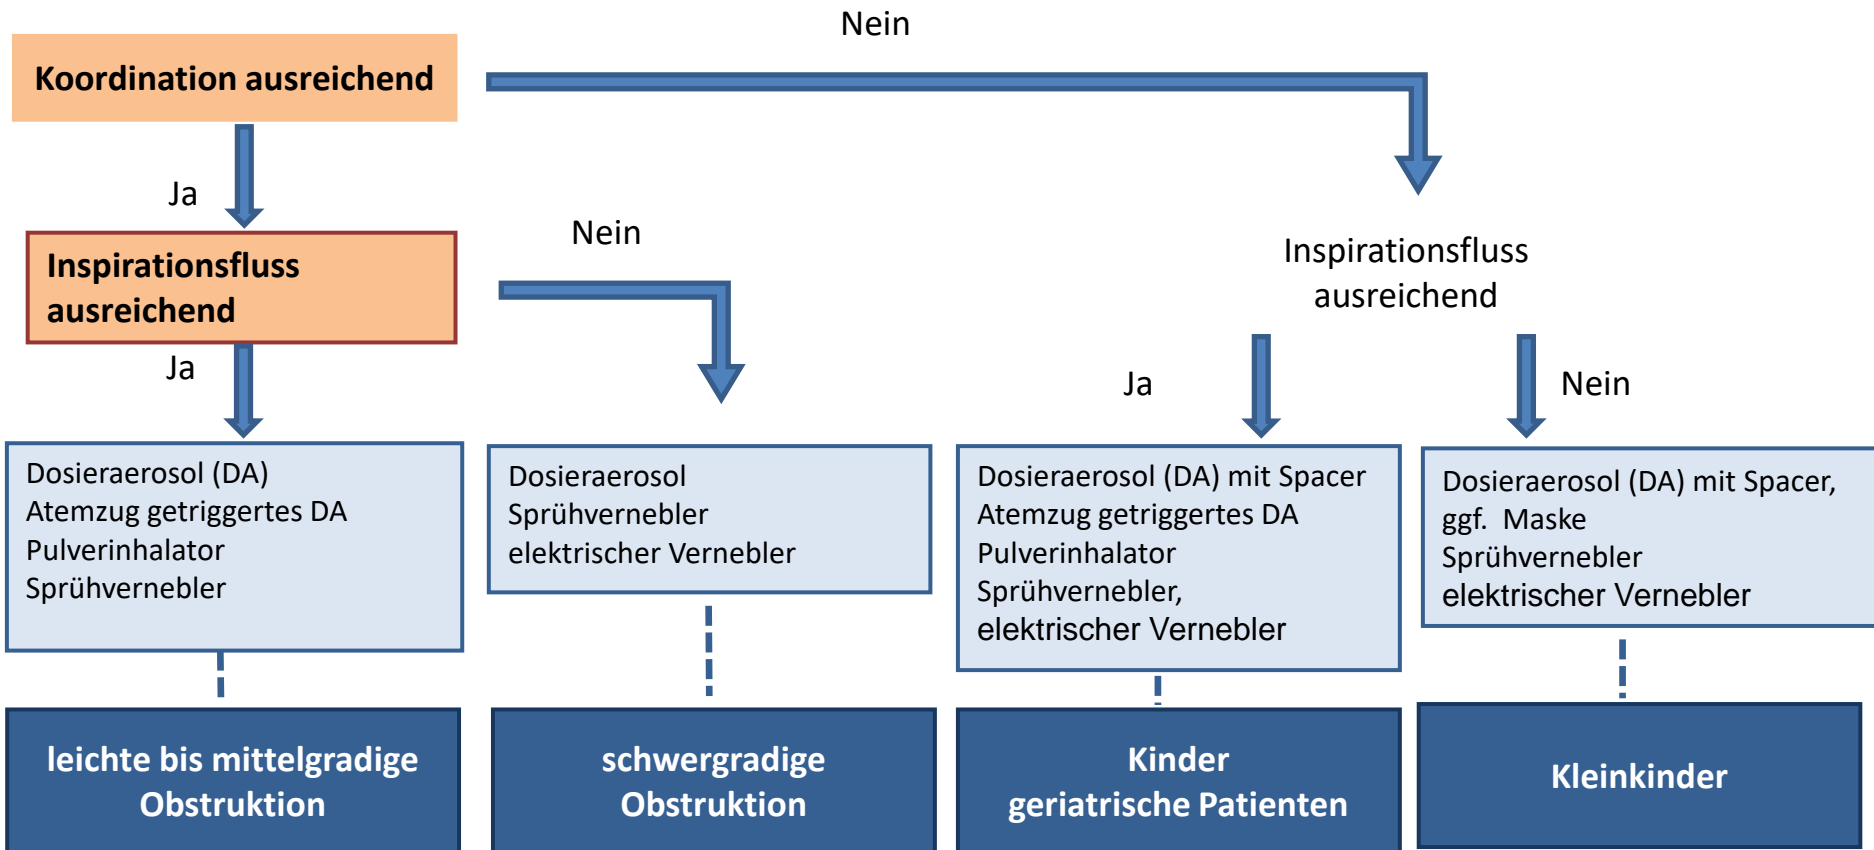 Nein
Koordination ausreichend
Ja
Nein
Inspirationsfluss
ausreichend
Inspirationsfluss
ausreichend
Ja
Ja
Nein
Dosieraerosol (DA)
Atemzug getriggertes DA
Pulverinhalator
Sprühvernebler
Dosieraerosol
Sprühvernebler
elektrischer Vernebler
Dosieraerosol (DA) mit Spacer
Atemzug getriggertes DA
Pulverinhalator
Sprühvernebler,
elektrischer Vernebler
Dosieraerosol (DA) mit Spacer,
ggf. Maske
Sprühvernebler
elektrischer Vernebler
leichte bis mittelgradige
Obstruktion
schwergradige
Obstruktion
Kinder
geriatrische Patienten
Kleinkinder